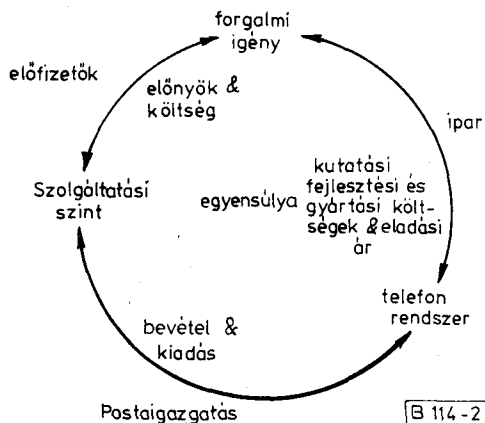 forgalmi
igény
előfizetők
előnyök &
költség
ipar
Szolgáltatási
szint
egyensúlya
kutatási
fejlesztési és
gyártási költ-
ségek & eladási
ár
telefon
rendszer
bevétel &
kiadás
Postaigazgatás
B 114-2